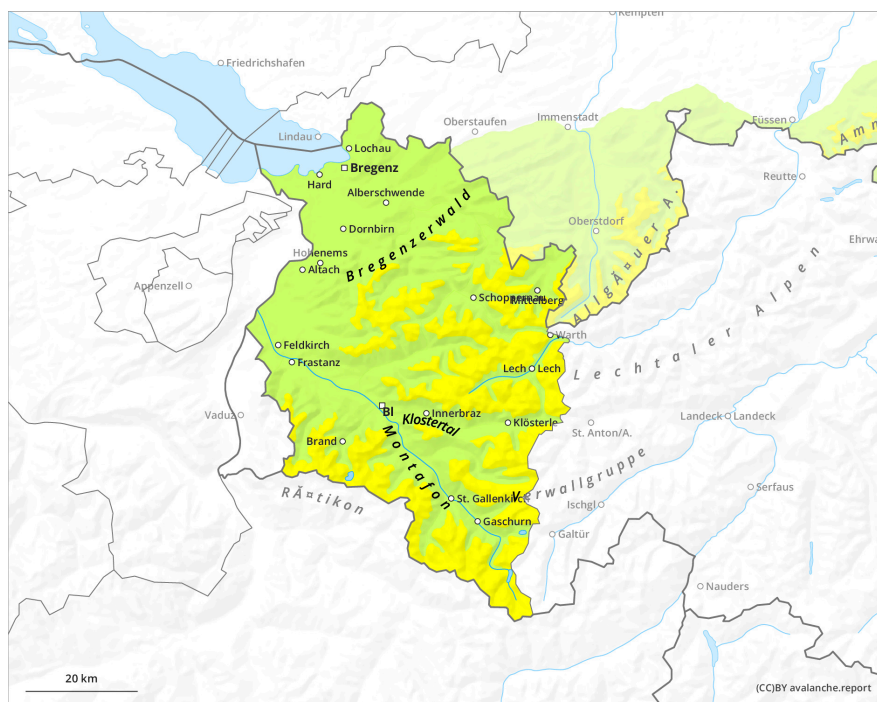 Kempten
Friedrichshafen
Immenstadt
Füssen
Oberstaufen
Lindau
Lochau
Bregenz
Hard
Alberschwende
Reutte
Dornbirn
Bregenzerwald
Oberstdorf
Allgäuer A.
Hohenems
Altach
Appenzell
Schoppernau
Mittelberg
Warth
Lechtaler Alpen
Feldkirch
Frastanz
Lech
Lech
Vaduz
Bl
Klostertal
Innerbraz
Klösterle
St. Anton/A.
Landeck
Landeck
Brand
Montafon
Verwallgruppe
Serfaus
RÃ¤tikon
St. Gallenkirch
Ischgl
Gaschurn
Galtür
Nauders
20 km
(CC)BY avalanche.report